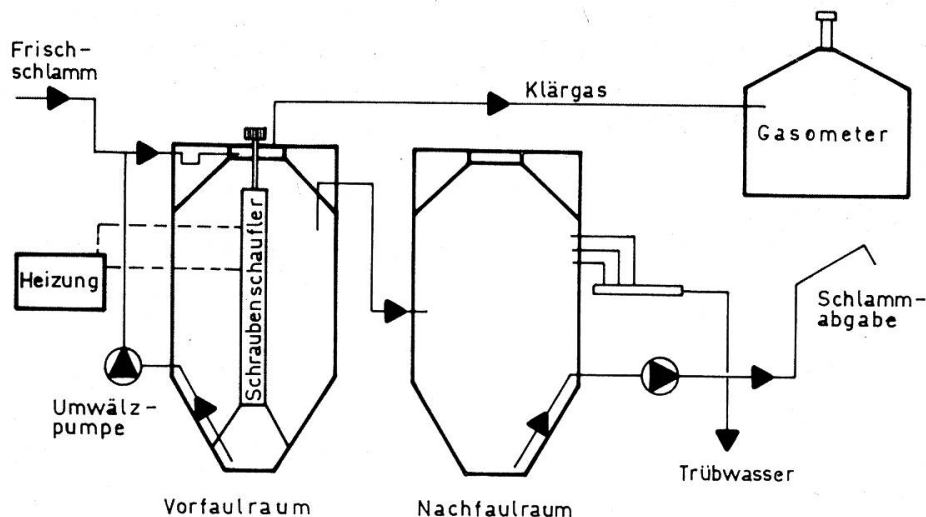 Frisch-
schlamm
Klärgas
Gasometer
Heizung
Schraubenschaufler
Schlamm-
abgabe
Umwälz-
pumpe
Trübwasser
Vorfaulraum
Nachfaulraum